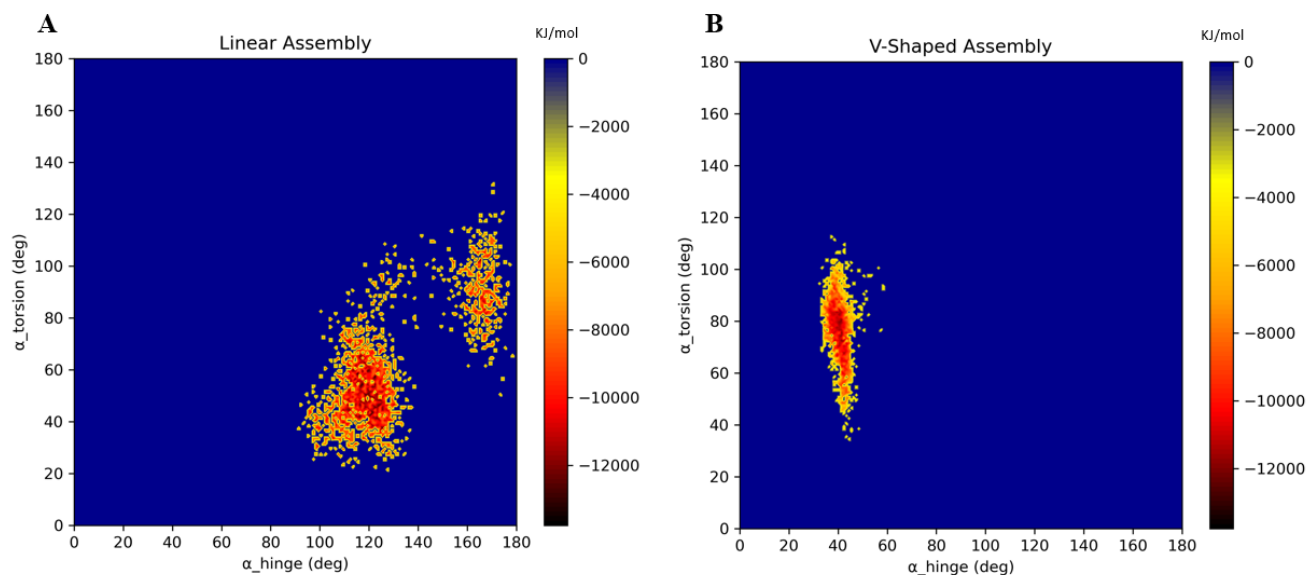 A
Linear Assembly
KJ/mol
180
160
140
120
100
80
60
40
20
0
α_torsion (deg)
0 20 40 60 80 100 120 140 160 180
α_hinge (deg)
0
−2000
−4000
−6000
−8000
−10000
−12000
B
V-Shaped Assembly
KJ/mol
180
160
140
120
100
80
60
40
20
0
α_torsion (deg)
0 20 40 60 80 100 120 140 160 180
α_hinge (deg)
0
−2000
−4000
−6000
−8000
−10000
−12000